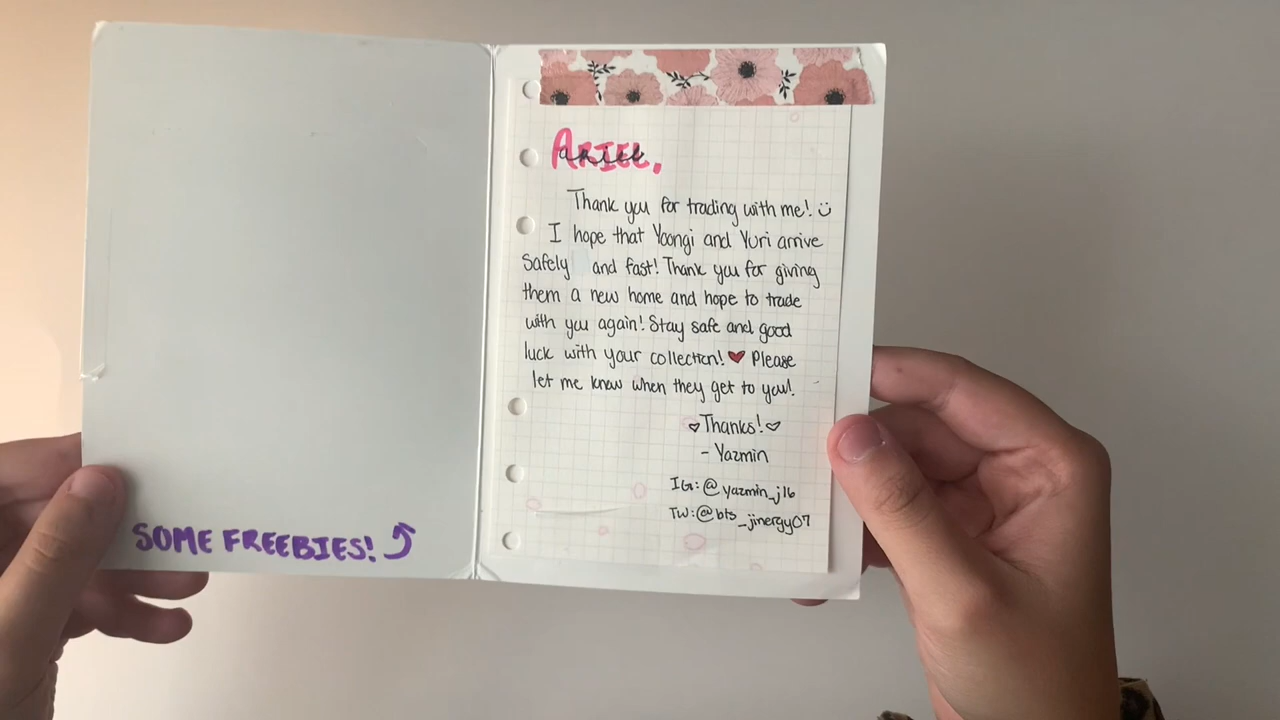 SOME FREEBIES!
ARIEL,
ariel
Thank you for trading with me!
I hope that Yoongi and Yuri arrive
safely and fast! Thank you for giving
them a new home and hope to trade
with you again! Stay safe and good
luck with your collection! ❤ Please
let me know when they get to you!
♡Thanks!♡
- Yazmin
IG: @yazmin_j16
TW: @bts_jinergy07